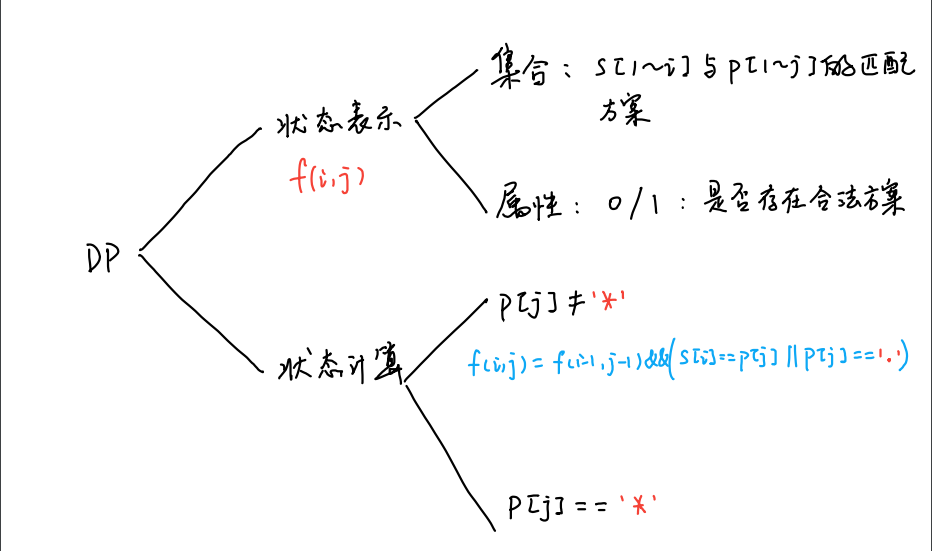 集合：s[1~i]与p[1~j]的匹配
方案
状态表示
f(i,j)
属性：0/1：是否存在合法方案
DP
p[j]≠'*'
f(i,j)=f(i-1,j-1)&&(s[i]==p[j]||p[j]=='.')
状态计算
p[j]=='*'